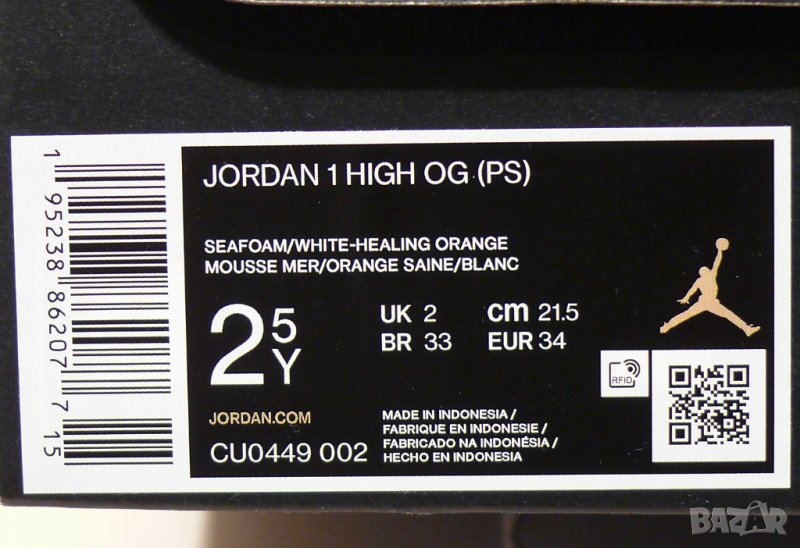 JORDAN 1 HIGH OG (PS)
SEAFOAM/WHITE-HEALING ORANGE
MOUSSE MER/ORANGE SAINE/BLANC
2 5 Y
UK 2 cm 21.5
BR 33 EUR 34
RFID
JORDAN.COM
CU0449 002
MADE IN INDONESIA /
FABRIQUE EN INDONESIE /
FABRICADO NA INDONÉSIA /
HECHO EN INDONESIA
1 95238 86207 7 15
BAZAR